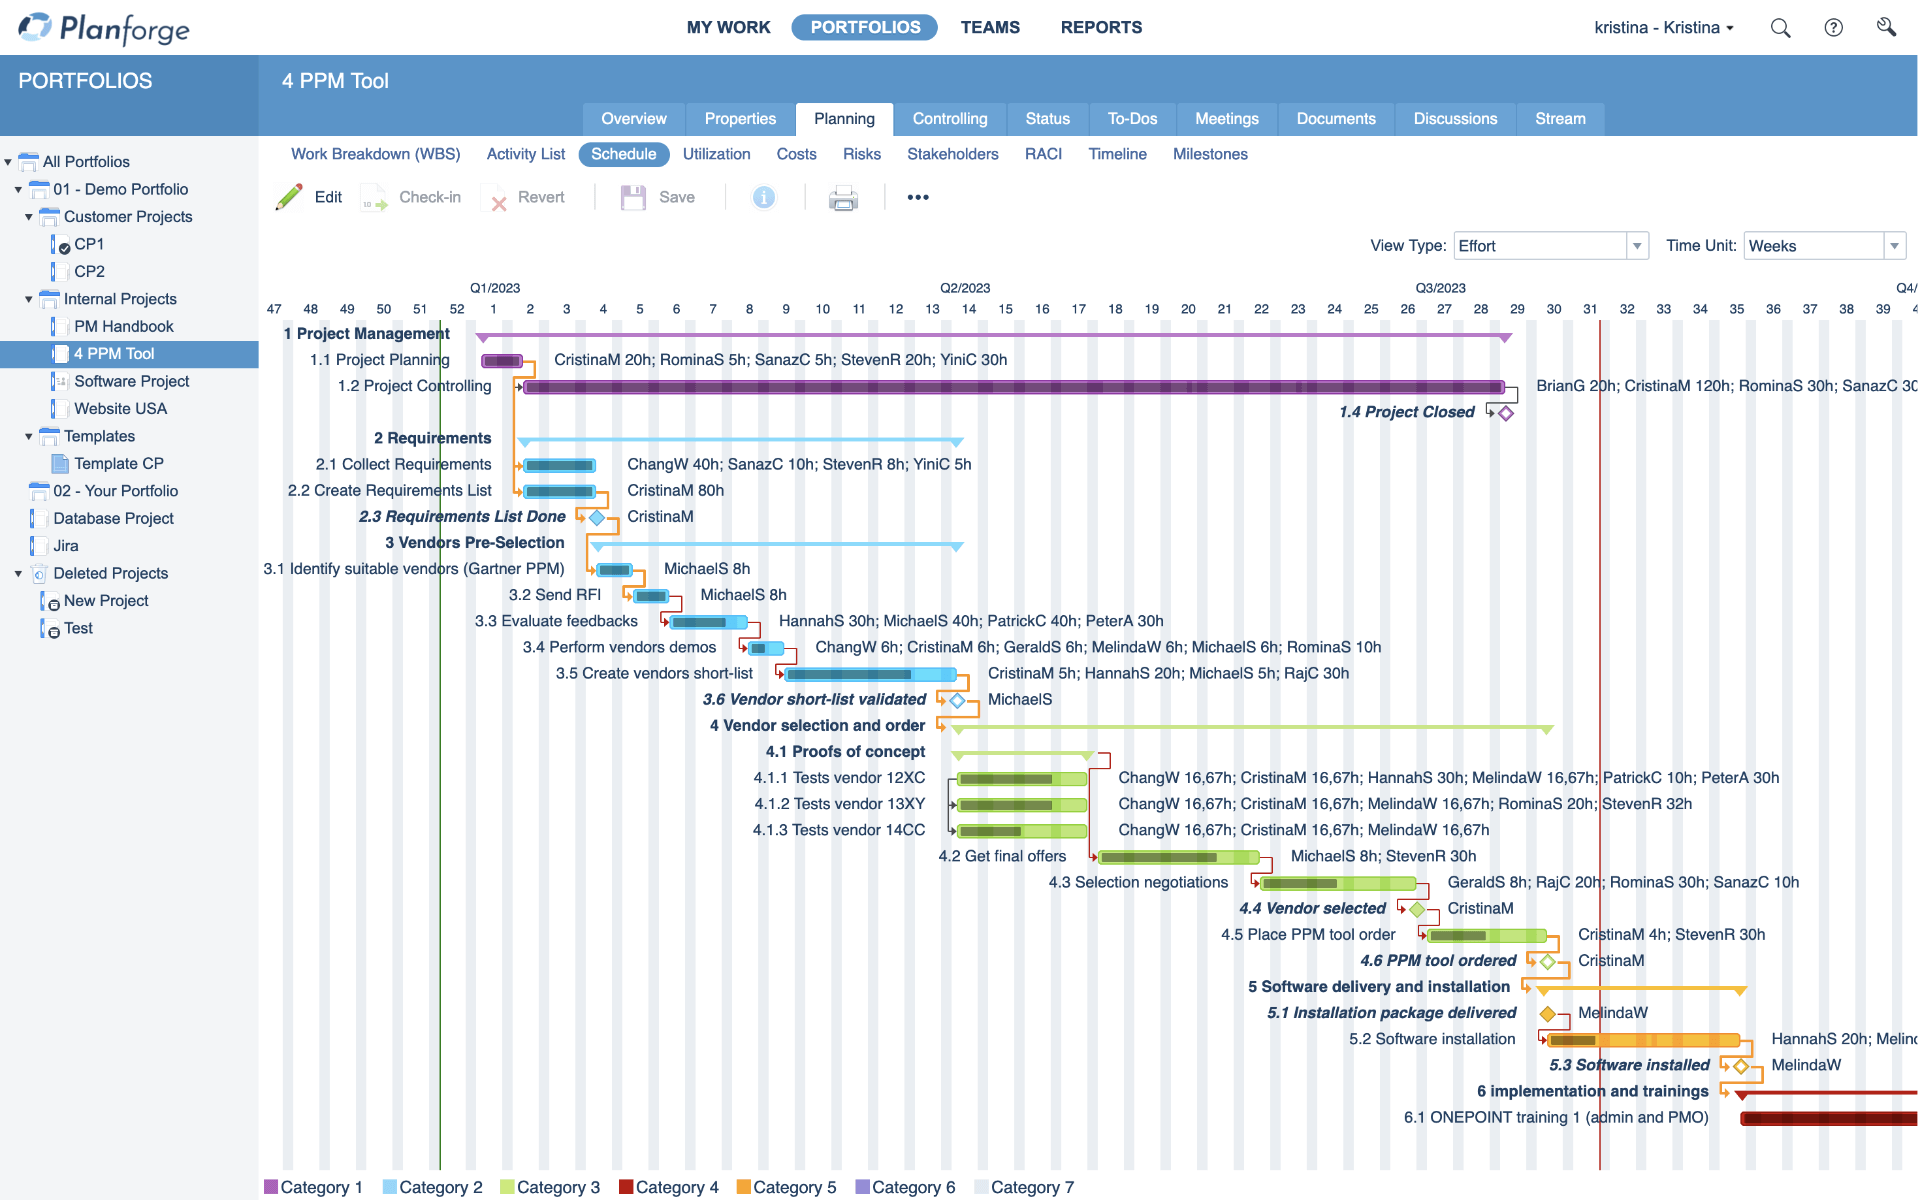 Planforge
MY WORK PORTFOLIOS TEAMS REPORTS
kristina - Kristina
PORTFOLIOS
4 PPM Tool
Overview Properties Planning Controlling Status To-Dos Meetings Documents Discussions Stream
Work Breakdown (WBS) Activity List Schedule Utilization Costs Risks Stakeholders RACI Timeline Milestones
Edit Check-in Revert Save •••
View Type: Effort Time Unit: Weeks
All Portfolios
01 - Demo Portfolio
Customer Projects
CP1
CP2
Internal Projects
PM Handbook
4 PPM Tool
Software Project
Website USA
Templates
Template CP
02 - Your Portfolio
Database Project
Jira
Deleted Projects
New Project
Test
Q1/2023 Q2/2023 Q3/2023 Q4/
47 48 49 50 51 52 1 2 3 4 5 6 7 8 9 10 11 12 13 14 15 16 17 18 19 20 21 22 23 24 25 26 27 28 29 30 31 32 33 34 35 36 37 38 39 4
1 Project Management
1.1 Project Planning CristinaM 20h; RominaS 5h; SanazC 5h; StevenR 20h; YiniC 30h
1.2 Project Controlling BrianG 20h; CristinaM 120h; RominaS 30h; SanazC 30
1.4 Project Closed
2 Requirements
2.1 Collect Requirements ChangW 40h; SanazC 10h; StevenR 8h; YiniC 5h
2.2 Create Requirements List CristinaM 80h
2.3 Requirements List Done CristinaM
3 Vendors Pre-Selection
3.1 Identify suitable vendors (Gartner PPM) MichaelS 8h
3.2 Send RFI MichaelS 8h
3.3 Evaluate feedbacks HannahS 30h; MichaelS 40h; PatrickC 40h; PeterA 30h
3.4 Perform vendors demos ChangW 6h; CristinaM 6h; GeraldS 6h; MelindaW 6h; MichaelS 6h; RominaS 10h
3.5 Create vendors short-list CristinaM 5h; HannahS 20h; MichaelS 5h; RajC 30h
3.6 Vendor short-list validated MichaelS
4 Vendor selection and order
4.1 Proofs of concept
4.1.1 Tests vendor 12XC ChangW 16,67h; CristinaM 16,67h; HannahS 30h; MelindaW 16,67h; PatrickC 10h; PeterA 30h
4.1.2 Tests vendor 13XY ChangW 16,67h; CristinaM 16,67h; MelindaW 16,67h; RominaS 20h; StevenR 32h
4.1.3 Tests vendor 14CC ChangW 16,67h; CristinaM 16,67h; MelindaW 16,67h
4.2 Get final offers MichaelS 8h; StevenR 30h
4.3 Selection negotiations GeraldS 8h; RajC 20h; RominaS 30h; SanazC 10h
4.4 Vendor selected CristinaM
4.5 Place PPM tool order CristinaM 4h; StevenR 30h
4.6 PPM tool ordered CristinaM
5 Software delivery and installation
5.1 Installation package delivered MelindaW
5.2 Software installation HannahS 20h; Melind
5.3 Software installed MelindaW
6 implementation and trainings
6.1 ONEPOINT training 1 (admin and PMO)
Category 1 Category 2 Category 3 Category 4 Category 5 Category 6 Category 7